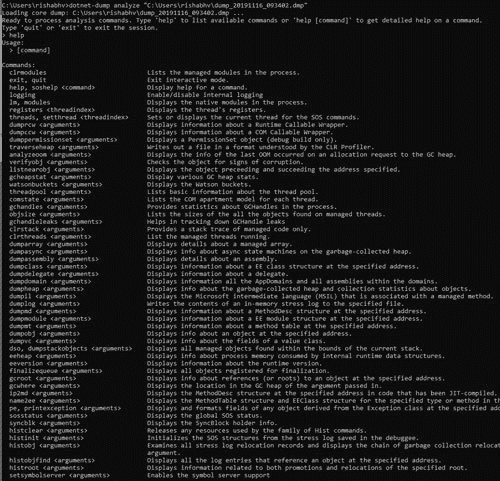 C:\Users\rishabhv>dotnet-dump analyze "C:\Users\rishabhv\dump_20191116_093402.dmp"
Loading core dump: C:\Users\rishabhv\dump_20191116_093402.dmp ...
Ready to process analysis commands. Type 'help' to list available commands or 'help [command]' to get detailed help on a command.
Type 'quit' or 'exit' to exit the session.
> help
Usage:
  > [command]

Commands:
  clrmodules                              Lists the managed modules in the process.
  exit, quit                              Exit interactive mode.
  help, soshelp <command>                 Display help for a command.
  logging                                 Enable/disable internal logging
  lm, modules                             Displays the native modules in the process.
  registers <threadindex>                 Displays the thread's registers.
  threads, setthread <threadindex>        Sets or displays the current thread for the SOS commands.
  dumprcw <arguments>                     Displays information about a Runtime Callable Wrapper.
  dumpccw <arguments>                     Displays information about a COM Callable Wrapper.
  dumppermissionset <arguments>           Displays a PermissionSet object (debug build only).
  traverseheap <arguments>                Writes out a file in a format understood by the CLR Profiler.
  analyzeoom <arguments>                  Displays the info of the last OOM occurred on an allocation request to the GC heap.
  verifyobj <arguments>                   Checks the object for signs of corruption.
  listnearobj <arguments>                 Displays the object preceeding and succeeding the address specified.
  gcheapstat <arguments>                  Display various GC heap stats.
  watsonbuckets <arguments>               Displays the Watson buckets.
  threadpool <arguments>                  Lists basic information about the thread pool.
  comstate <arguments>                    Lists the COM apartment model for each thread.
  gchandles <arguments>                   Provides statistics about GCHandles in the process.
  objsize <arguments>                     Lists the sizes of the all the objects found on managed threads.
  gchandleleaks <arguments>               Helps in tracking down GCHandle leaks
  clrstack <arguments>                    Provides a stack trace of managed code only.
  clrthreads <arguments>                  List the managed threads running.
  dumparray <arguments>                   Displays details about a managed array.
  dumpasync <arguments>                   Displays info about async state machines on the garbage-collected heap.
  dumpassembly <arguments>                Displays details about an assembly.
  dumpclass <arguments>                   Displays information about a EE class structure at the specified address.
  dumpdelegate <arguments>                Displays information about a delegate.
  dumpdomain <arguments>                  Displays information all the AppDomains and all assemblies within the domains.
  dumpheap <arguments>                    Displays info about the garbage-collected heap and collection statistics about objects.
  dumpil <arguments>                      Displays the Microsoft intermediate language (MSIL) that is associated with a managed method.
  dumplog <arguments>                     Writes the contents of an in-memory stress log to the specified file.
  dumpmd <arguments>                      Displays information about a MethodDesc structure at the specified address.
  dumpmodule <arguments>                  Displays information about a EE module structure at the specified address.
  dumpmt <arguments>                      Displays information about a method table at the specified address.
  dumpobj <arguments>                     Displays info about an object at the specified address.
  dumpvc <arguments>                      Displays info about the fields of a value class.
  dso, dumpstackobjects <arguments>       Displays all managed objects found within the bounds of the current stack.
  eeheap <arguments>                      Displays info about process memory consumed by internal runtime data structures.
  eeversion <arguments>                   Displays information about the runtime version.
  finalizequeue <arguments>               Displays all objects registered for finalization.
  gcroot <arguments>                      Displays info about references (or roots) to an object at the specified address.
  gcwhere <arguments>                     Displays the location in the GC heap of the argument passed in.
  ip2md <arguments>                       Displays the MethodDesc structure at the specified address in code that has been JIT-compiled.
  name2ee <arguments>                     Displays the MethodTable structure and EEClass structure for the specified type or method in th
  pe, printexception <arguments>          Displays and formats fields of any object derived from the Exception class at the specified add
  sosstatus <arguments>                   Displays the global SOS status.
  syncblk <arguments>                     Displays the SyncBlock holder info.
  histclear <arguments>                   Releases any resources used by the family of Hist commands.
  histinit <arguments>                    Initializes the SOS structures from the stress log saved in the debuggee.
  histobj <arguments>                     Examines all stress log relocation records and displays the chain of garbage collection relocat
                                          argument.
  histobjfind <arguments>                 Displays all the log entries that reference an object at the specified address.
  histroot <arguments>                    Displays information related to both promotions and relocations of the specified root.
  setsymbolserver <arguments>             Enables the symbol server support